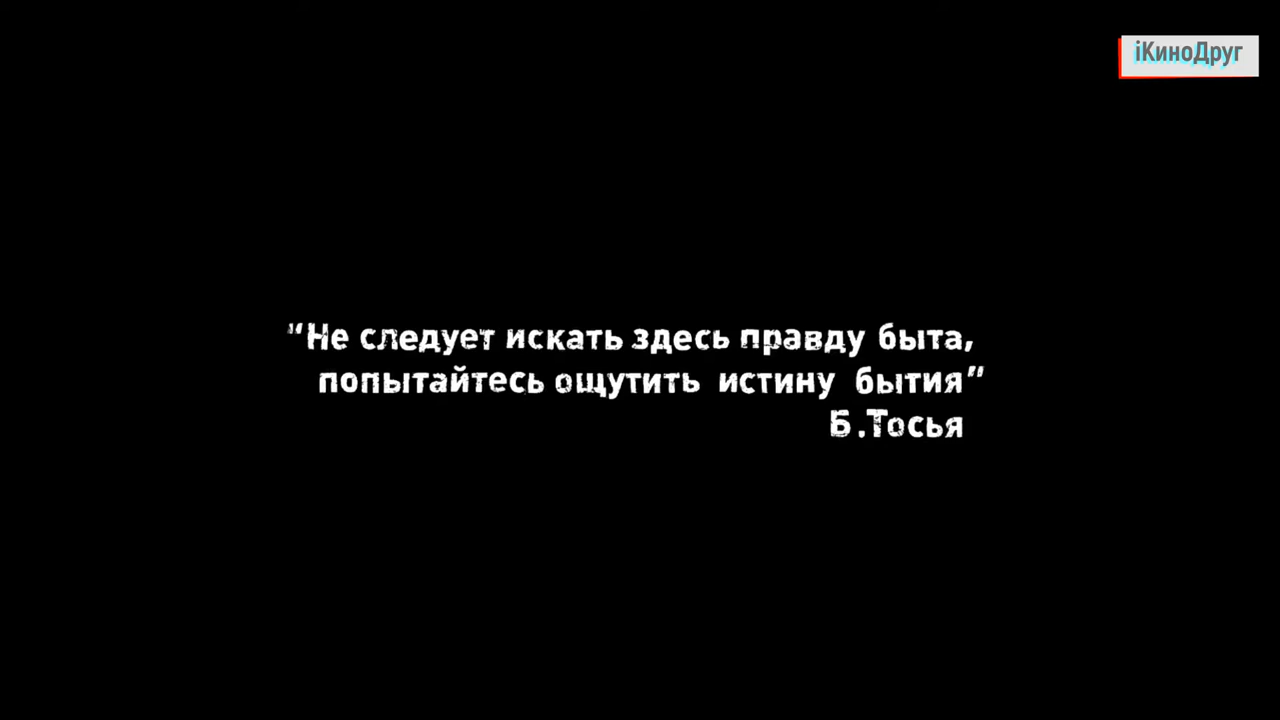 iКиноДруг
“Не следует искать здесь правду быта,
попытайтесь ощутить истину бытия”
Б.Тосья